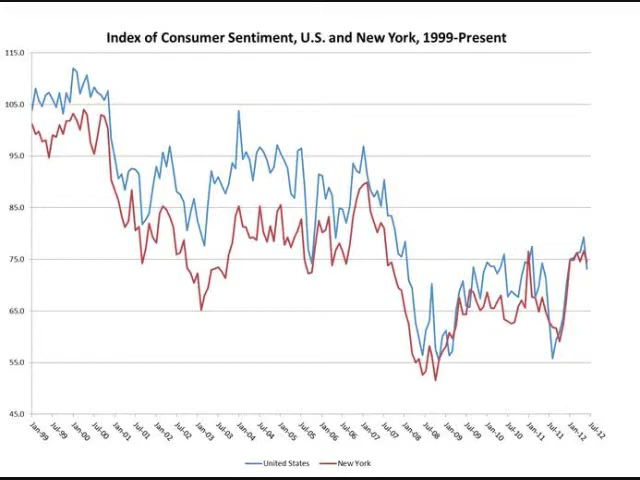 Index of Consumer Sentiment, U.S. and New York, 1999-Present
115.0
105.0
95.0
85.0
75.0
65.0
55.0
45.0
Jan-99
Jul-99
Jan-00
Jul-00
Jan-01
Jul-01
Jan-02
Jul-02
Jan-03
Jul-03
Jan-04
Jul-04
Jan-05
Jul-05
Jan-06
Jul-06
Jan-07
Jul-07
Jan-08
Jul-08
Jan-09
Jul-09
Jan-10
Jul-10
Jan-11
Jul-11
Jan-12
Jul-12
United States
New York